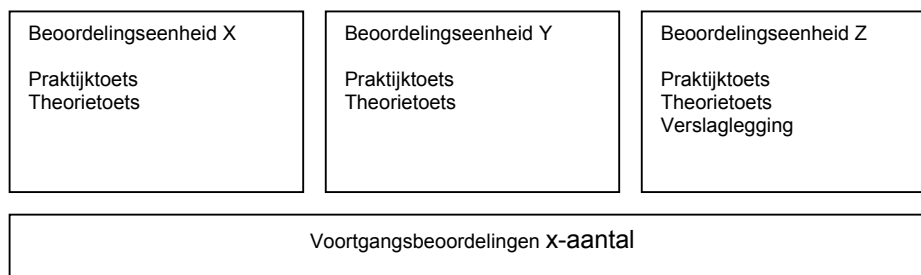 Beoordelingseenheid X
Praktijktoets
Theorietoets
Beoordelingseenheid Y
Praktijktoets
Theorietoets
Beoordelingseenheid Z
Praktijktoets
Theorietoets
Verslaglegging
Voortgangsbeoordelingen x-aantal